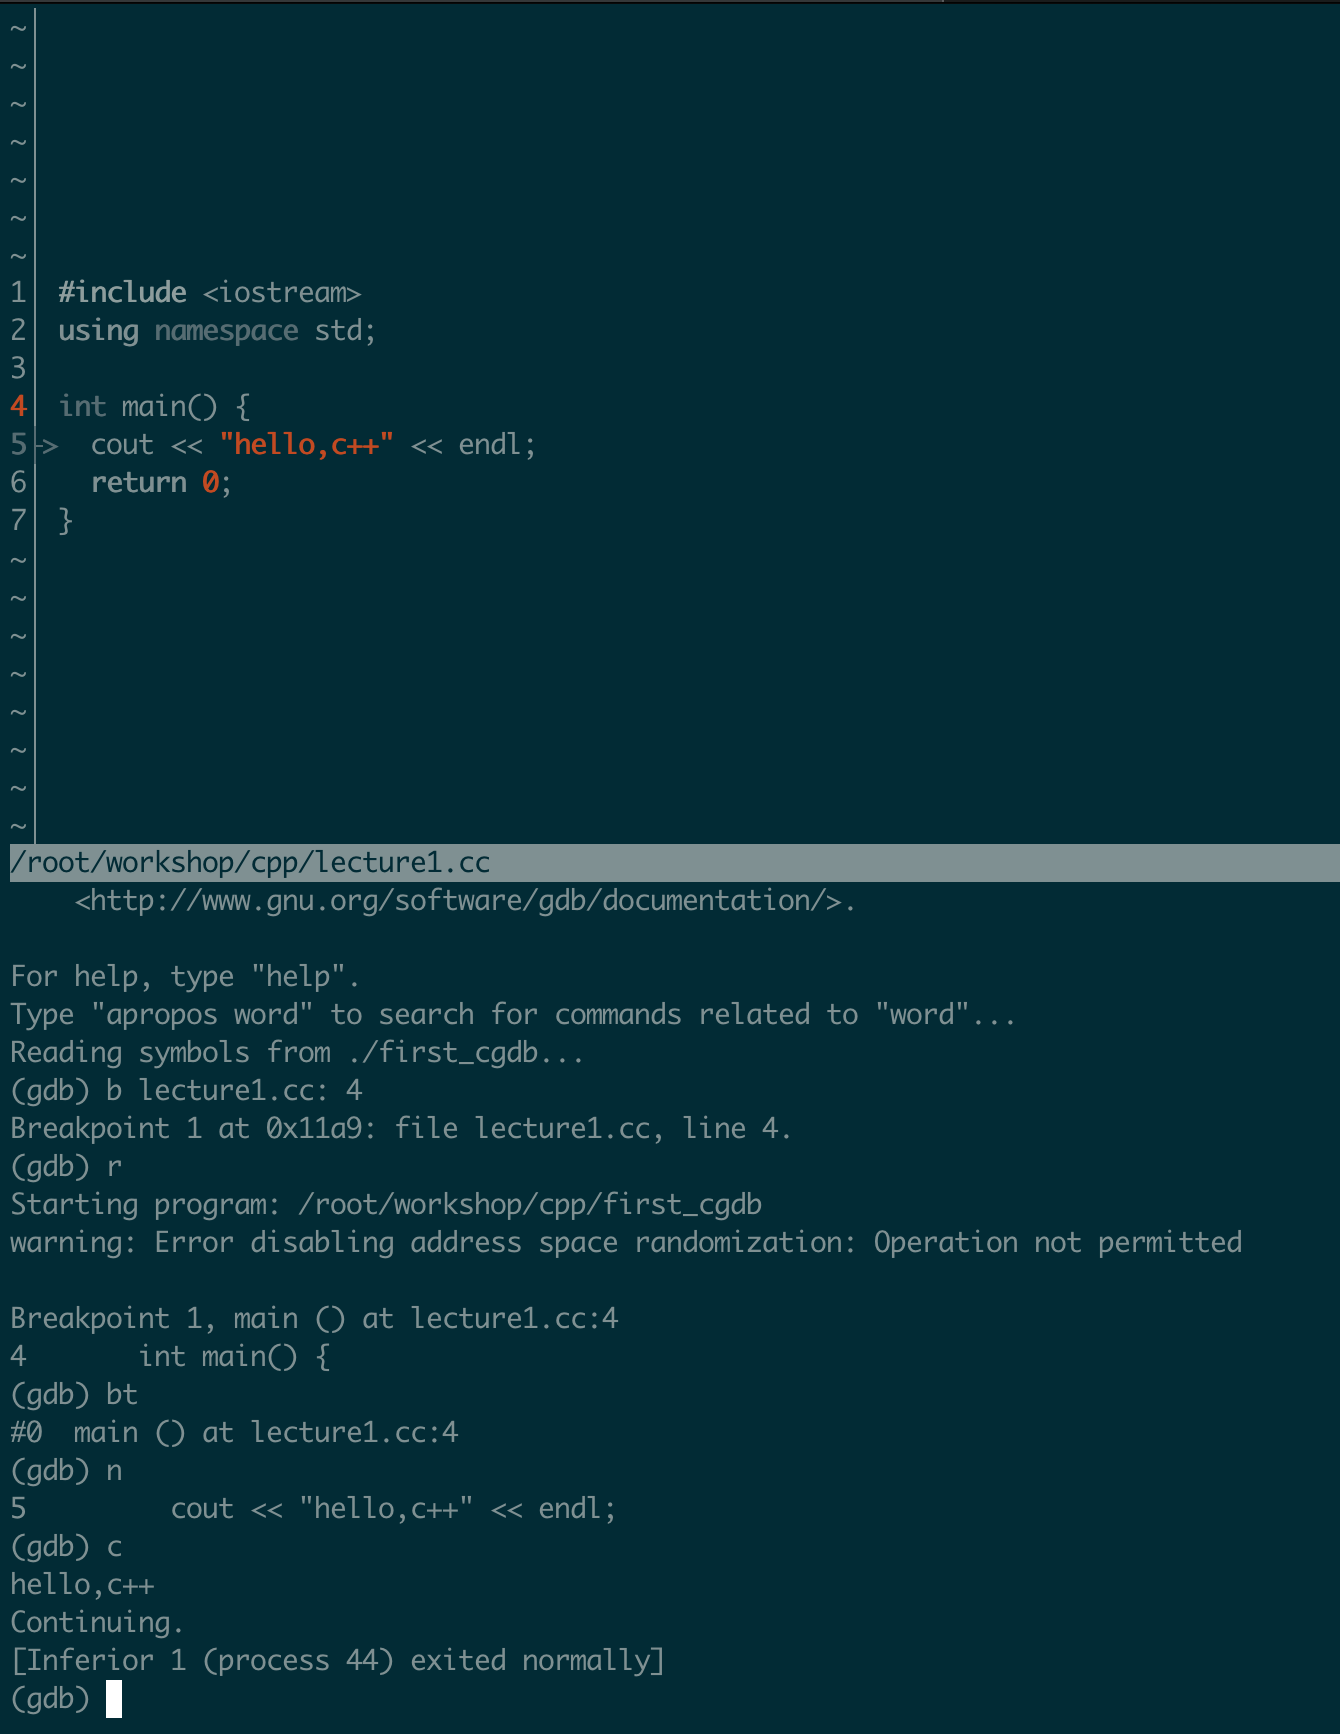 ~
~
~
~
~
~
~
1 #include <iostream>
2 using namespace std;
3
4 int main() {
5-> cout << "hello,c++" << endl;
6 return 0;
7 }
~
~
~
~
~
~
~
~
/root/workshop/cpp/lecture1.cc
<http://www.gnu.org/software/gdb/documentation/>.
For help, type "help".
Type "apropos word" to search for commands related to "word"...
Reading symbols from ./first_cgdb...
(gdb) b lecture1.cc: 4
Breakpoint 1 at 0x11a9: file lecture1.cc, line 4.
(gdb) r
Starting program: /root/workshop/cpp/first_cgdb
warning: Error disabling address space randomization: Operation not permitted
Breakpoint 1, main () at lecture1.cc:4
4 int main() {
(gdb) bt
#0 main () at lecture1.cc:4
(gdb) n
5 cout << "hello,c++" << endl;
(gdb) c
hello,c++
Continuing.
[Inferior 1 (process 44) exited normally]
(gdb)